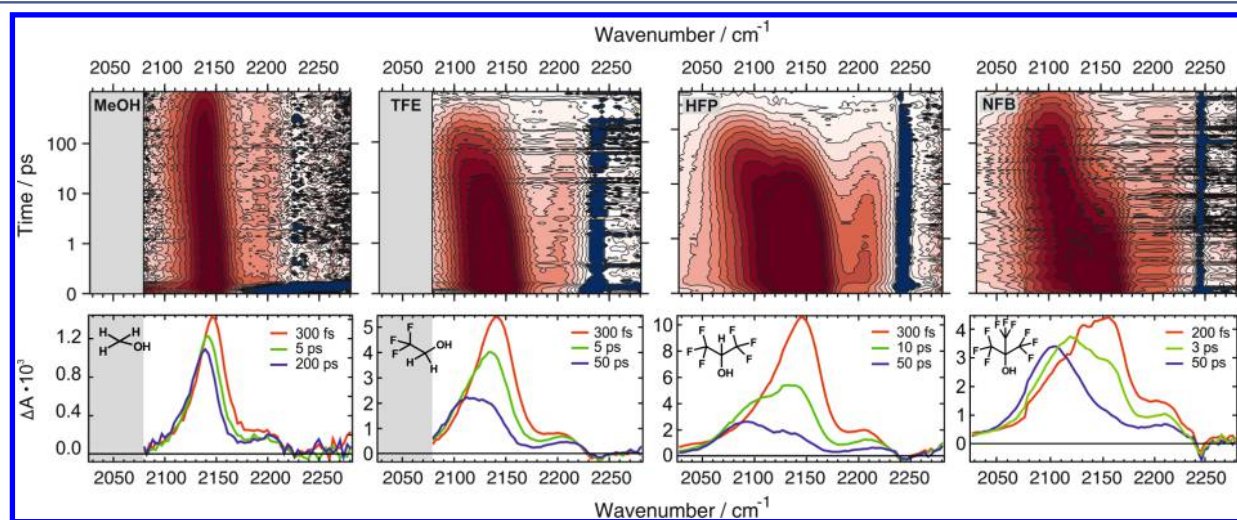 Wavenumber / cm⁻¹
2050 2100 2150 2200 2250 2050 2100 2150 2200 2250 2050 2100 2150 2200 2250 2050 2100 2150 2200 2250
MeOH TFE HFP NFB
Time / ps
100
10
1
0
ΔA • 10³
1.2
0.8
0.4
0.0
H H
H OH
300 fs
5 ps
200 ps
5
4
3
2
1
0
F F
F OH
H H
300 fs
5 ps
50 ps
10
8
6
4
2
0
F H F
F F
F F
OH
300 fs
10 ps
50 ps
4
3
2
1
0
F F F
F F
F F
F F
OH
200 fs
3 ps
50 ps
2050 2100 2150 2200 2250 2050 2100 2150 2200 2250 2050 2100 2150 2200 2250 2050 2100 2150 2200 2250
Wavenumber / cm⁻¹